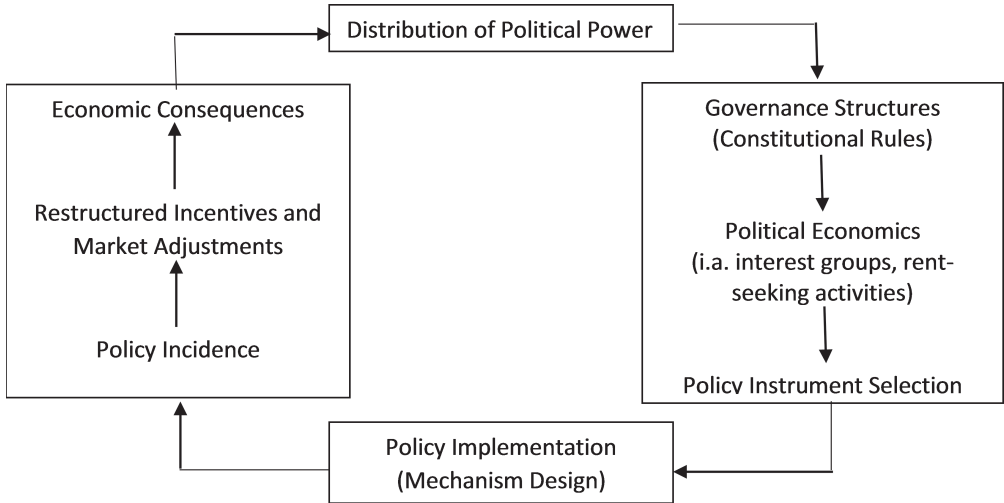 Distribution of Political Power
Governance Structures
(Constitutional Rules)
Political Economics
(i.a. interest groups, rent-
seeking activities)
Policy Instrument Selection
Policy Implementation
(Mechanism Design)
Economic Consequences
Restructured Incentives and
Market Adjustments
Policy Incidence